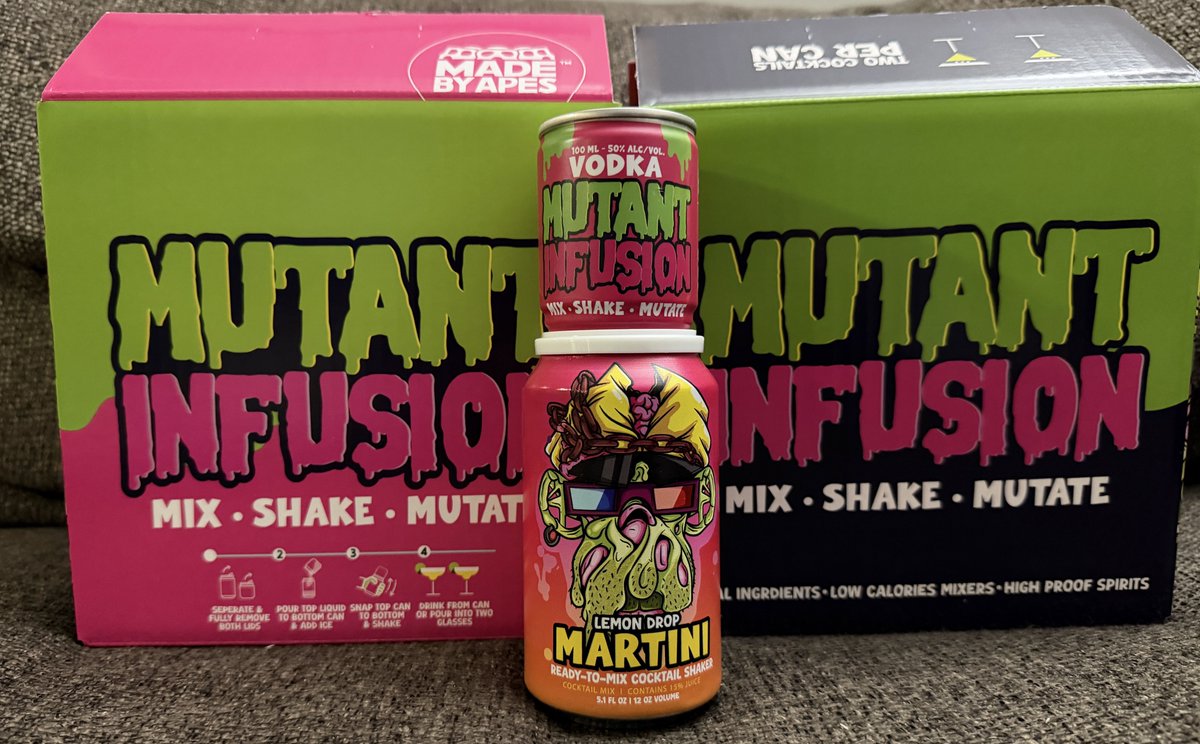 MADE
BY APES
™
MUTANT
INFUSION
MIX • SHAKE • MUTAT
2
3
4
SEPERATE &
FULLY REMOVE
BOTH LIDS
POUR TOP LIQUID
TO BOTTOM CAN
& ADD ICE
SNAP TOP CAN
TO BOTTOM
& SHAKE
DRINK FROM CAN
OR POUR INTO TWO
GLASSES
100 ML - 50% ALC/VOL.
VODKA
MUTANT
INFUSION
MIX • SHAKE • MUTATE
LEMON DROP
MARTINI
READY-TO-MIX COCKTAIL SHAKER
COCKTAIL MIX | CONTAINS 15% JUICE
5.1 FL OZ | 12 OZ VOLUME
TWO COCKTAILS
PER CAN
MUTANT
INFUSION
MIX • SHAKE • MUTATE
L INGRDIENTS • LOW CALORIES MIXERS • HIGH PROOF SPIRITS